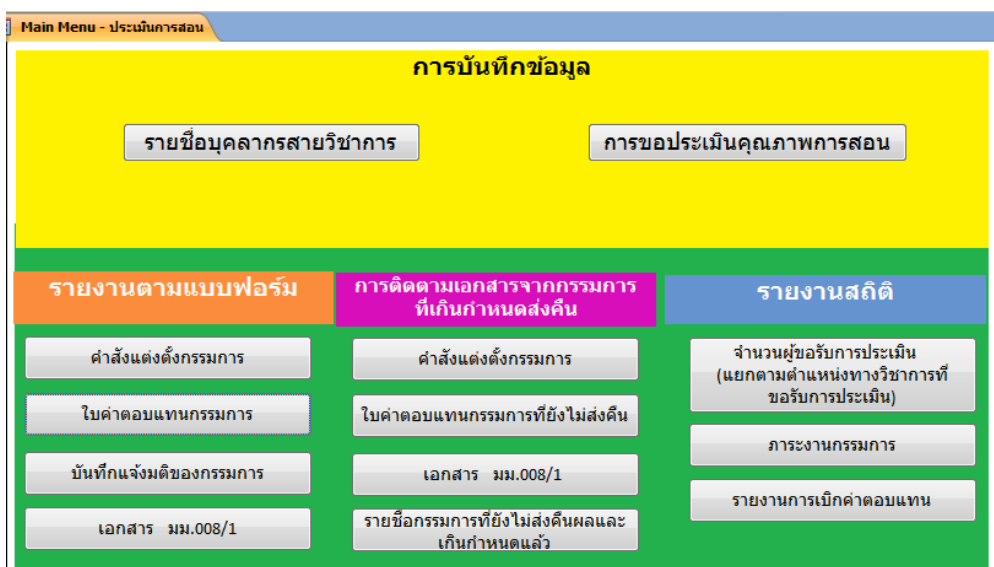 Main Menu - ประเมินการสอน
การบันทึกข้อมูล
รายชื่อบุคลากรสายวิชาการ
การขอประเมินคุณภาพการสอน
รายงานตามแบบฟอร์ม
การติดตามเอกสารจากกรรมการ
ที่เกินกำหนดส่งคืน
รายงานสถิติ
คำสั่งแต่งตั้งกรรมการ
ใบค่าตอบแทนกรรมการ
บันทึกแจ้งมติของกรรมการ
เอกสาร มม.008/1
คำสั่งแต่งตั้งกรรมการ
ใบค่าตอบแทนกรรมการที่ยังไม่ส่งคืน
เอกสาร มม.008/1
รายชื่อกรรมการที่ยังไม่ส่งคืนผลและ
เกินกำหนดแล้ว
จำนวนผู้ขอรับการประเมิน
(แยกตามตำแหน่งทางวิชาการที่
ขอรับการประเมิน)
ภาระงานกรรมการ
รายงานการเบิกค่าตอบแทน